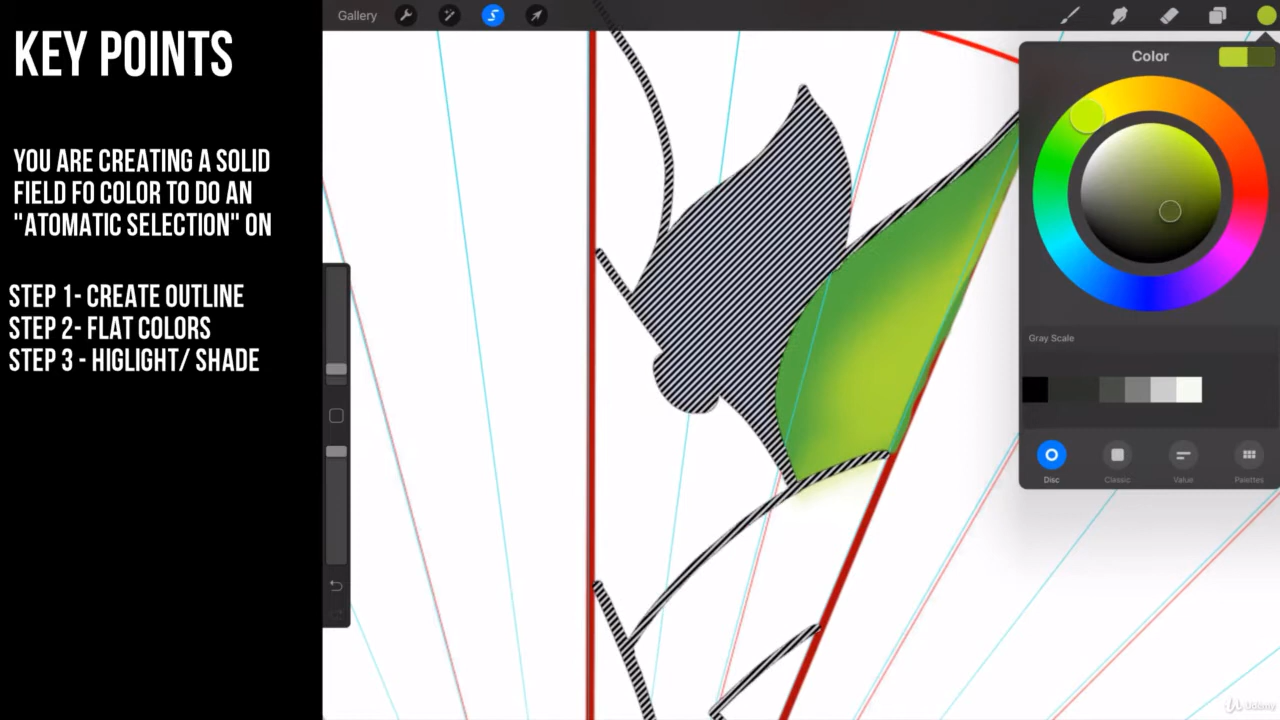 KEY POINTS
YOU ARE CREATING A SOLID
FIELD FO COLOR TO DO AN
"ATOMATIC SELECTION" ON
STEP 1- CREATE OUTLINE
STEP 2- FLAT COLORS
STEP 3 - HIGLIGHT/ SHADE
Gallery
Color
Gray Scale
Disc
Classic
Value
Palettes
Udemy